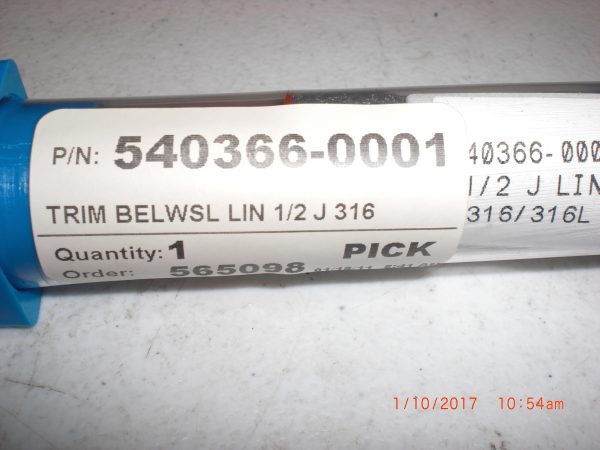 P/N: 540366-0001
TRIM BELWSL LIN 1/2 J 316
Quantity: 1 PICK
Order: 565098
40366-000
1/2 J LIN
316/316L
1/10/2017 10:54am